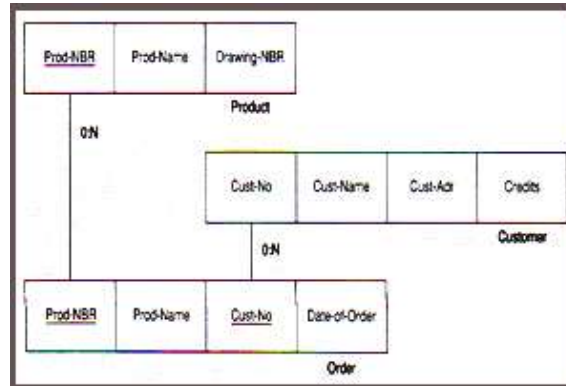 Prod-NBR Prod-Name Drawing-NBR
Product
0:N
Cust-No Cust-Name Cust-Adr Credits
Customer
0:N
Prod-NBR Prod-Name Cust-No Date-of-Order
Order